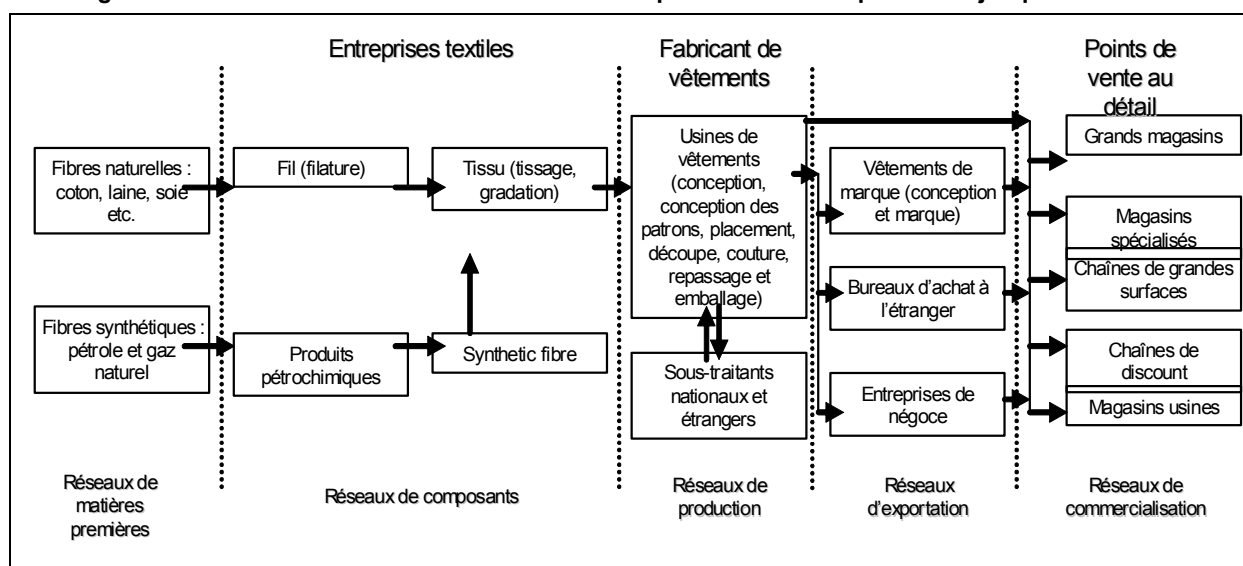 Entreprises textiles
Fabricant de
vêtements
Points de
vente au
détail
Fibres naturelles :
coton, laine, soie
etc.
Fil (filature)
Tissu (tissage,
gradation)
Usines de
vêtements
(conception,
conception des
patrons, placement,
découpe, couture,
repassage et
emballage)
Vêtements de
marque (conception
et marque)
Grands magasins
Magasins
spécialisés
Chaînes de grandes
surfaces
Bureaux d'achat à
l'étranger
Fibres synthétiques :
pétrole et gaz
naturel
Produits
pétrochimiques
Synthetic fibre
Sous-traitants
nationaux et
étrangers
Entreprises de
négoce
Chaînes de
discount
Magasins usines
Réseaux de
matières
premières
Réseaux de composants
Réseaux de
production
Réseaux
d'exportation
Réseaux de
commercialisation